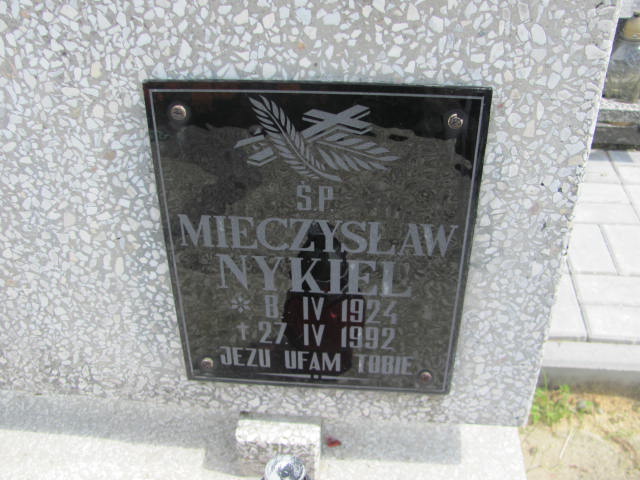 Ś.P.
MIECZYSŁAW
NYKIEL
* 8. IV 1924
† 27. IV 1992
JEZU UFAM TOBIE